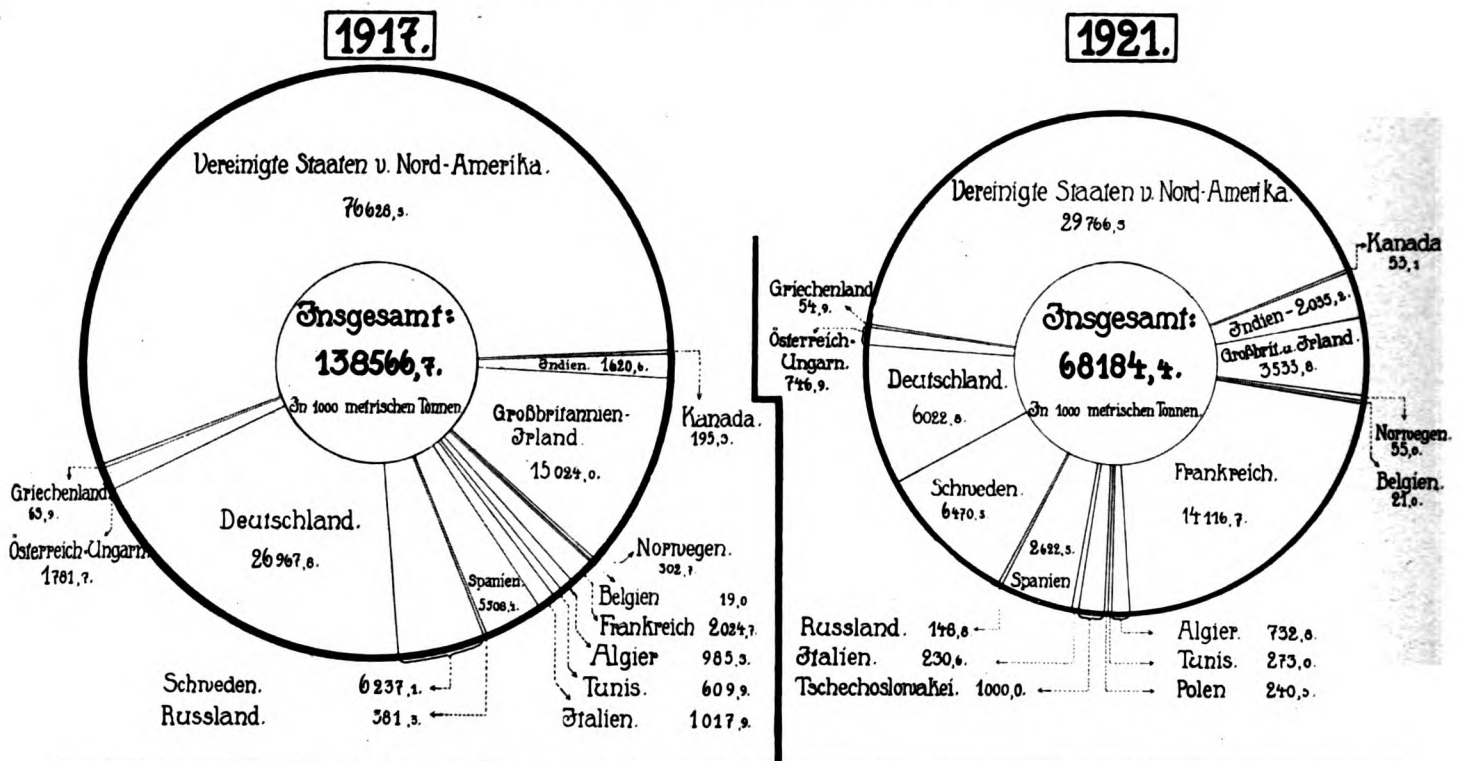 1917.
Vereinigte Staaten v. Nord-Amerika.
76628,3.
Insgesamt:
138566,7.
In 1000 metrischen Tonnen.
Indien. 1620,6.
Kanada.
195,3.
Großbritannien-
Irland.
15024,0.
Norwegen.
302,7.
Belgien 19,0
Frankreich 2024,7.
Algier 985,3.
Tunis. 609,9.
Italien. 1017,9.
Spanien.
5308,1.
Schweden. 6237,1.
Russland. 381,3.
Deutschland.
26967,8.
Österreich-Ungarn.
1781,7.
Griechenland.
63,9.
1921.
Vereinigte Staaten v. Nord-Amerika.
29766,3
Insgesamt:
68184,4.
In 1000 metrischen Tonnen.
Kanada
53,1
Indien - 2035,2.
Großbrit. u. Irland.
3533,8.
Norwegen.
55,0.
Belgien.
21,0.
Frankreich.
14116,7.
Algier. 732,8.
Tunis. 273,0.
Polen 240,3.
Russland. 148,8
Italien. 230,6.
Tschechoslowakei. 1000,0.
2622,3.
Spanien
Schweden.
6470,3.
Deutschland.
6022,8.
Österreich-
Ungarn.
746,9.
Griechenland
54,9.